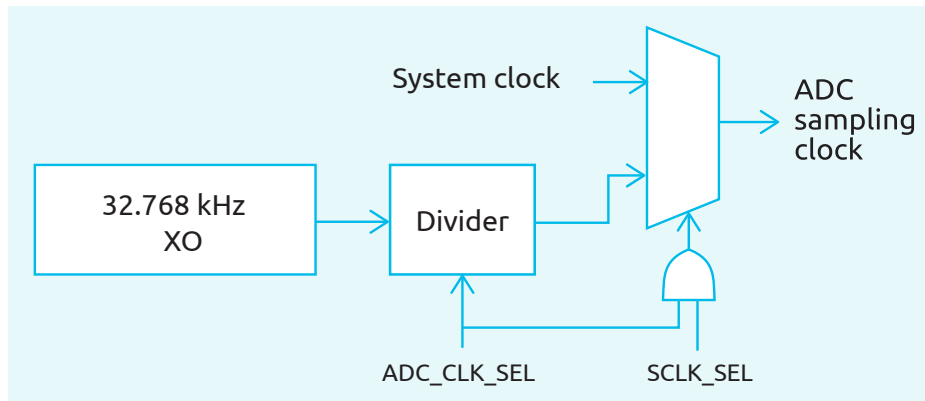 System clock
ADC
sampling
clock
32.768 kHz
XO
Divider
ADC_CLK_SEL
SCLK_SEL